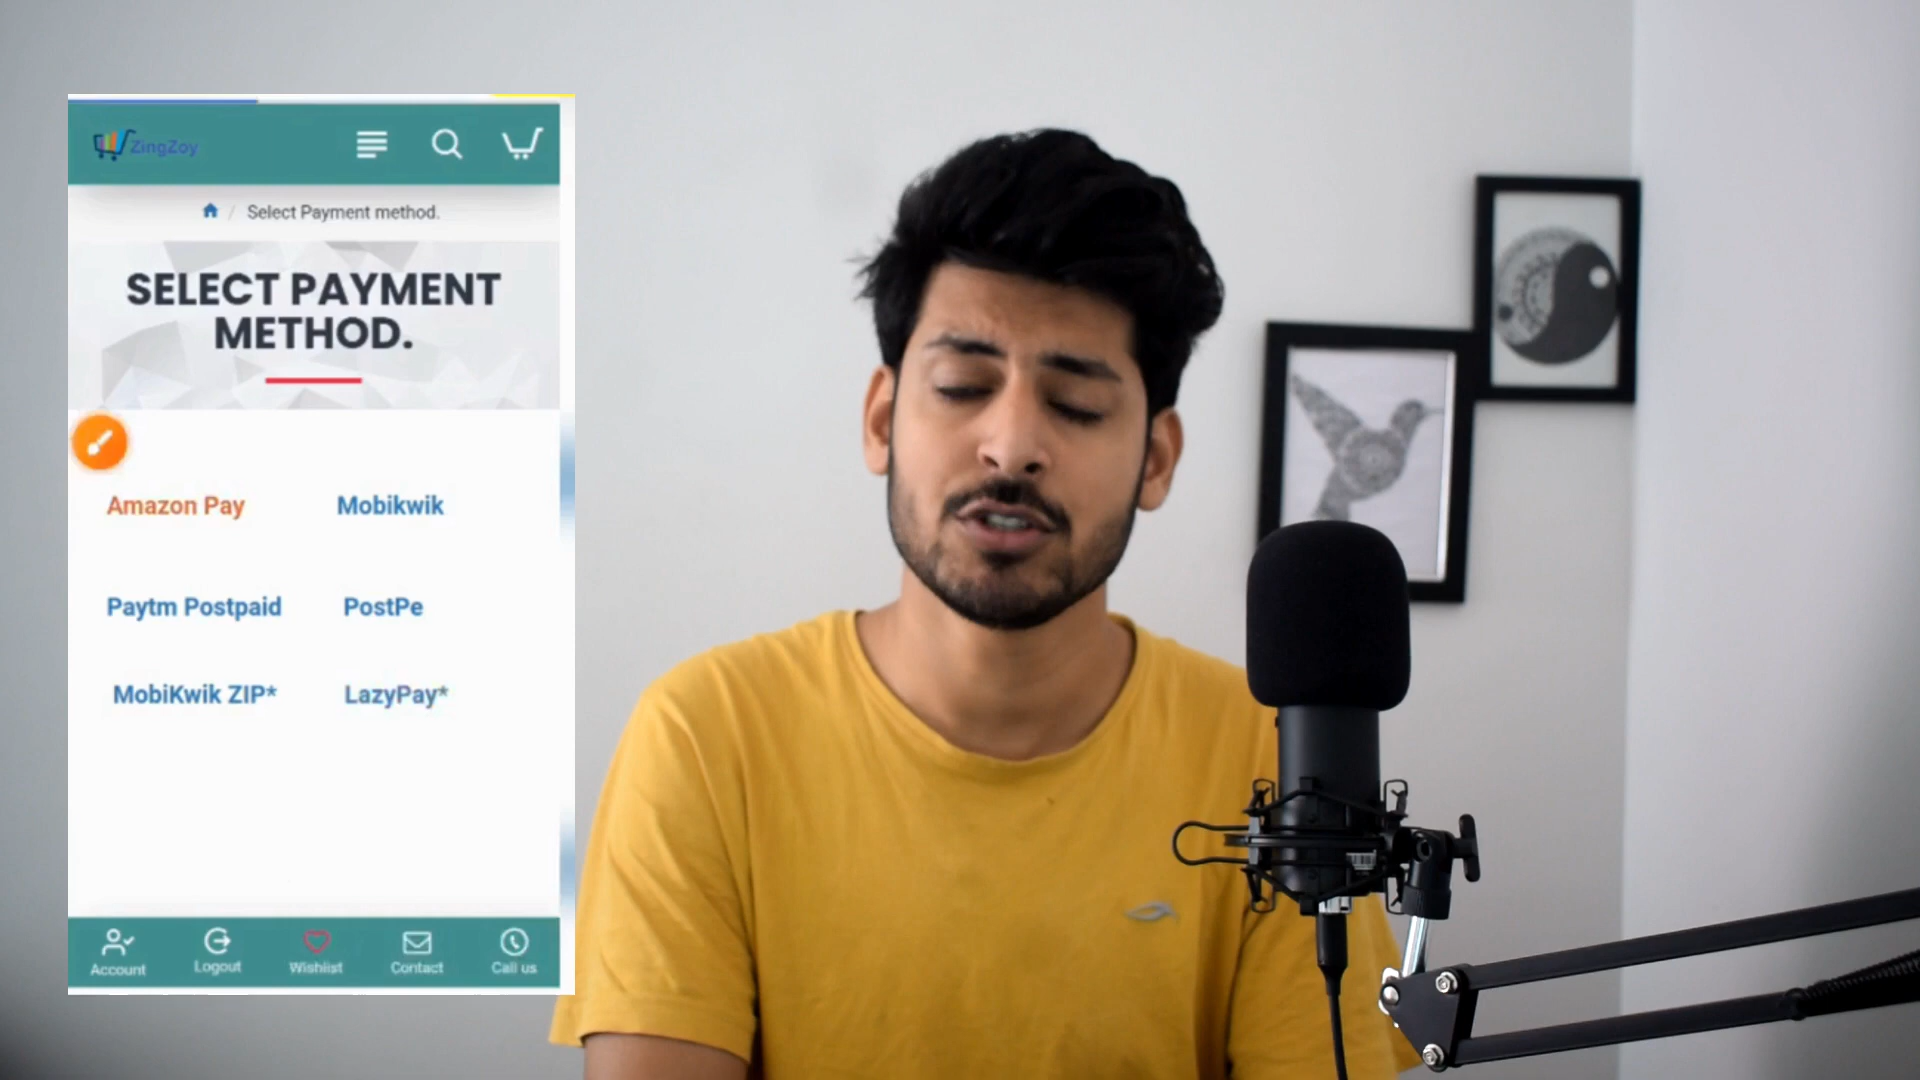 ZingZoy
/ Select Payment method.
SELECT PAYMENT
METHOD.
Amazon Pay
Mobikwik
Paytm Postpaid
PostPe
MobiKwik ZIP*
LazyPay*
Account
Logout
Wishlist
Contact
Call us